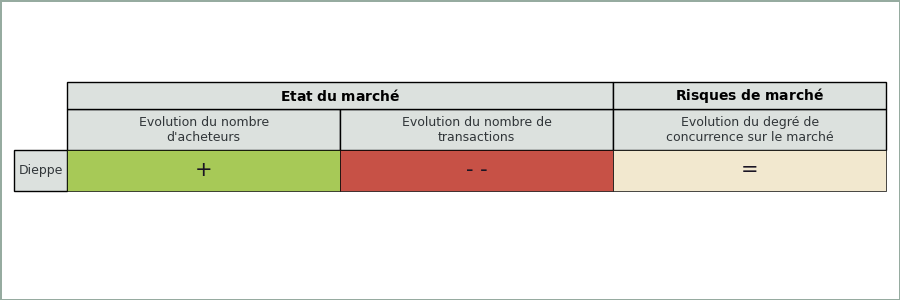 Etat du marché
Risques de marché
Evolution du nombre
d'acheteurs
Evolution du nombre de
transactions
Evolution du degré de
concurrence sur le marché
Dieppe
+
- -
=